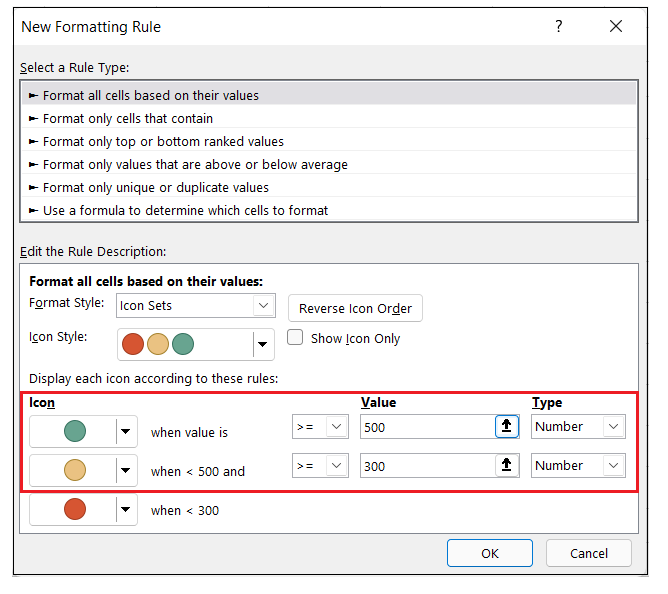 New Formatting Rule ?
Select a Rule Type:
► Format all cells based on their values
► Format only cells that contain
► Format only top or bottom ranked values
► Format only values that are above or below average
► Format only unique or duplicate values
► Use a formula to determine which cells to format
Edit the Rule Description:
Format all cells based on their values:
Format Style: Icon Sets Reverse Icon Order
Icon Style: Show Icon Only
Display each icon according to these rules:
Icon Value Type
when value is >= 500 Number
when < 500 and >= 300 Number
when < 300
OK Cancel